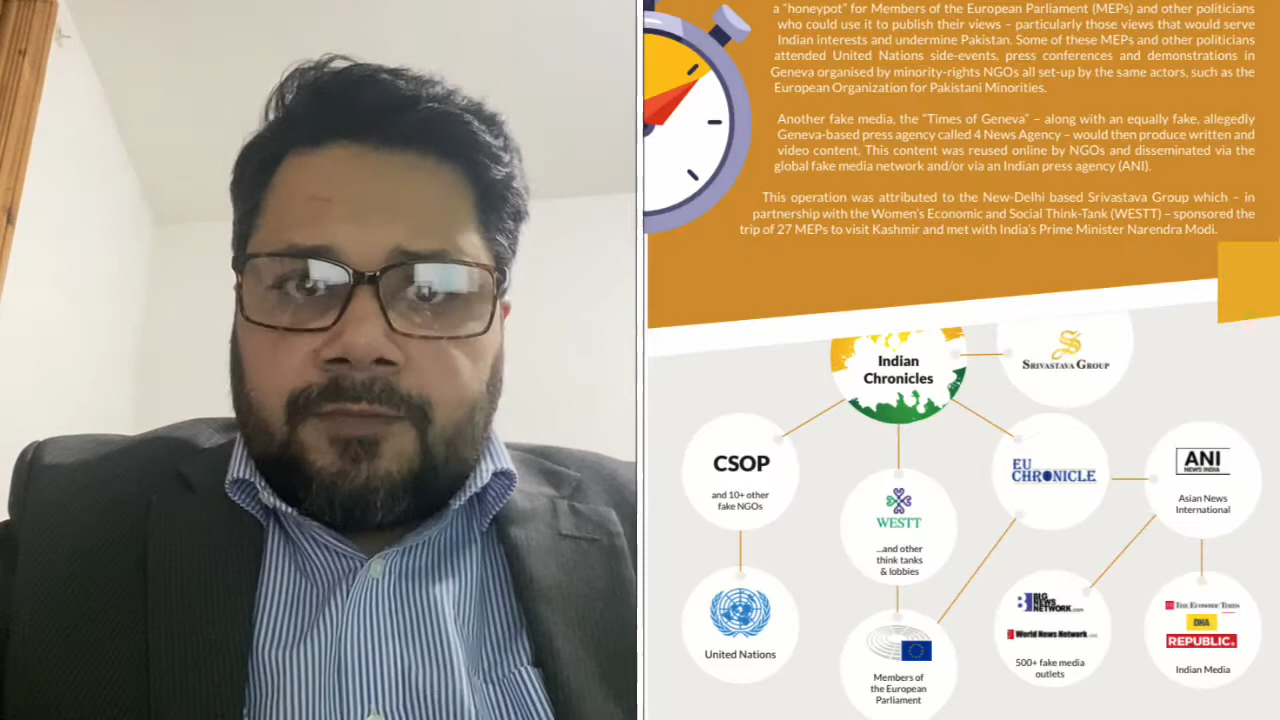 a “honeypot” for Members of the European Parliament (MEPs) and other politicians
who could use it to publish their views – particularly those views that would serve
Indian interests and undermine Pakistan. Some of these MEPs and other politicians
attended United Nations side-events, press conferences and demonstrations in
Geneva organised by minority-rights NGOs all set-up by the same actors, such as the
European Organization for Pakistani Minorities.
Another fake media, the “Times of Geneva” – along with an equally fake, allegedly
Geneva-based press agency called 4 News Agency – would then produce written and
video content. This content was reused online by NGOs and disseminated via the
global fake media network and/or via an Indian press agency (ANI).
This operation was attributed to the New-Delhi based Srivastava Group which – in
partnership with the Women’s Economic and Social Think-Tank (WESTT) – sponsored the
trip of 27 MEPs to visit Kashmir and met with India’s Prime Minister Narendra Modi.
Indian
Chronicles
S
SRIVASTAVA GROUP
CSOP
and 10+ other
fake NGOs
WESTT
...and other
think tanks
& lobbies
EU
CHRONICLE
ANI
NEWS INDIA
Asian News
International
United Nations
Members of
the European
Parliament
BIG
NEWS
NETWORK.com
World News Network.net
500+ fake media
outlets
THE ECONOMIC TIMES
DNA
REPUBLIC.
Indian Media